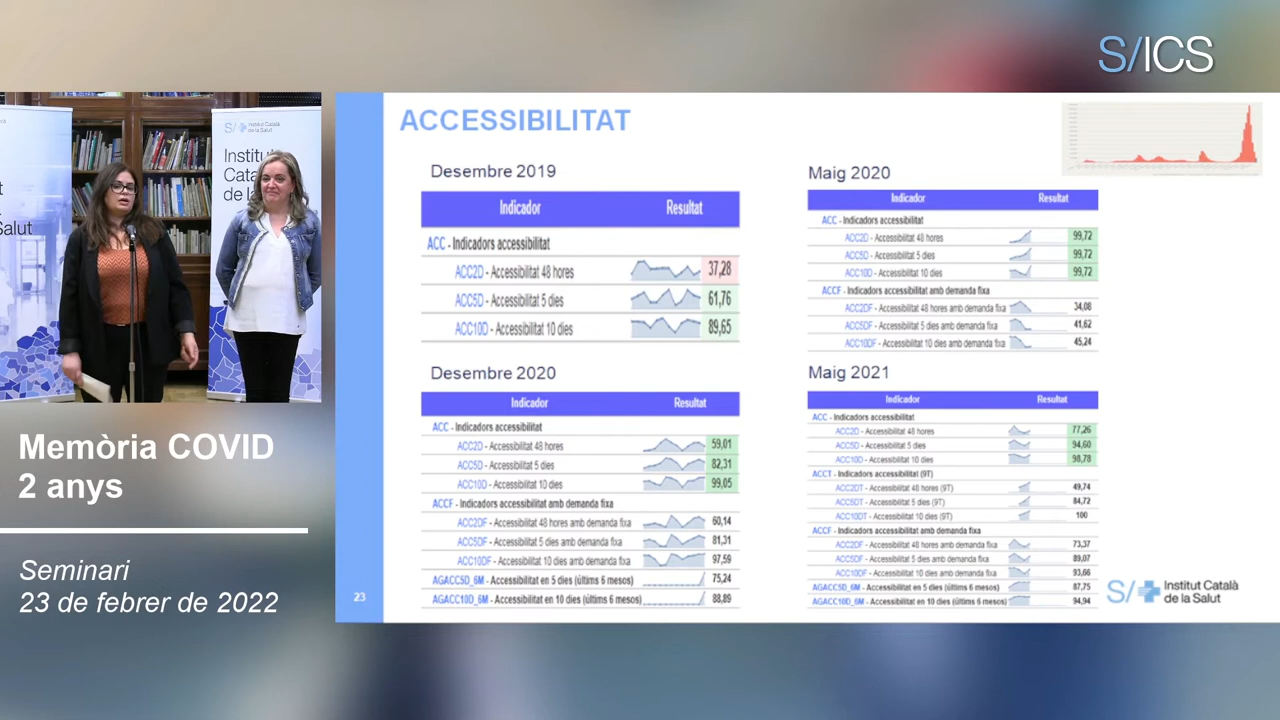 S/ICS
S/ Institut Català
de la Salut
Institut
Català
de la
t
Salut
Memòria COVID
2 anys
Seminari
23 de febrer de 2022
ACCESSIBILITAT
Desembre 2019
Indicador Resultat
ACC - Indicadors accessibilitat
ACC2D - Accessibilitat 48 hores 37,28
ACC5D - Accessibilitat 5 dies 61,76
ACC10D - Accessibilitat 10 dies 89,65
Maig 2020
Indicador Resultat
ACC - Indicadors accessibilitat
ACC2D - Accessibilitat 48 hores 99,72
ACC5D - Accessibilitat 5 dies 99,72
ACC10D - Accessibilitat 10 dies 99,72
ACCF - Indicadors accessibilitat amb demanda fixa
ACC2DF - Accessibilitat 48 hores amb demanda fixa 34,08
ACC5DF - Accessibilitat 5 dies amb demanda fixa 41,62
ACC10DF - Accessibilitat 10 dies amb demanda fixa 45,24
Desembre 2020
Indicador Resultat
ACC - Indicadors accessibilitat
ACC2D - Accessibilitat 48 hores 59,01
ACC5D - Accessibilitat 5 dies 82,31
ACC10D - Accessibilitat 10 dies 99,05
ACCF - Indicadors accessibilitat amb demanda fixa
ACC2DF - Accessibilitat 48 hores amb demanda fixa 60,14
ACC5DF - Accessibilitat 5 dies amb demanda fixa 81,31
ACC10DF - Accessibilitat 10 dies amb demanda fixa 97,59
AGACC5D_6M - Accessibilitat en 5 dies (últims 6 mesos) 75,24
AGACC10D_6M - Accessibilitat en 10 dies (últims 6 mesos) 88,89
Maig 2021
Indicador Resultat
ACC - Indicadors accessibilitat
ACC2D - Accessibilitat 48 hores 77,26
ACC5D - Accessibilitat 5 dies 94,60
ACC10D - Accessibilitat 10 dies 98,78
ACCT - Indicadors accessibilitat (9T)
ACC2DT - Accessibilitat 48 hores (9T) 49,74
ACC5DT - Accessibilitat 5 dies (9T) 84,72
ACC10DT - Accessibilitat 10 dies (9T) 100
ACCF - Indicadors accessibilitat amb demanda fixa
ACC2DF - Accessibilitat 48 hores amb demanda fixa 73,37
ACC5DF - Accessibilitat 5 dies amb demanda fixa 89,07
ACC10DF - Accessibilitat 10 dies amb demanda fixa 93,66
AGACC5D_6M - Accessibilitat en 5 dies (últims 6 mesos) 87,75
AGACC10D_6M - Accessibilitat en 10 dies (últims 6 mesos) 94,94
23
S/ Institut Català
de la Salut